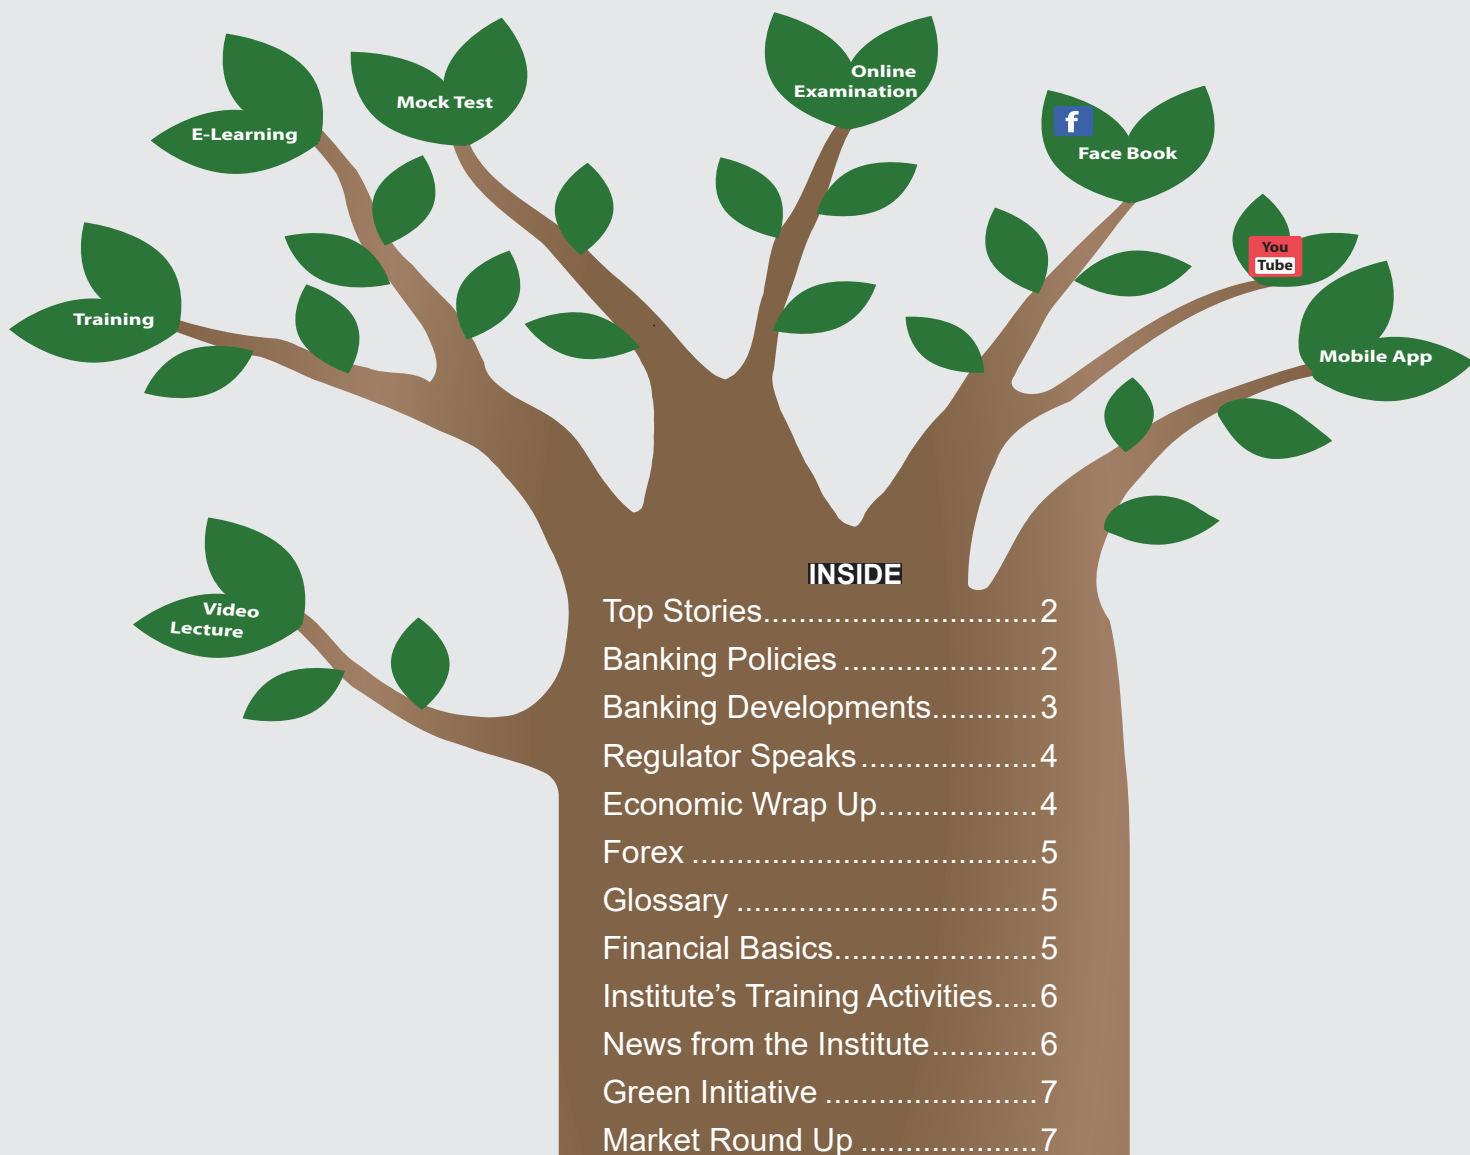 Online
Examination
Mock Test
E-Learning
f
Face Book
You
Tube
Training
Mobile App
Video
Lecture
INSIDE
Top Stories...............................2
Banking Policies ......................2
Banking Developments............3
Regulator Speaks....................4
Economic Wrap Up..................4
Forex .......................................5
Glossary ..................................5
Financial Basics.......................5
Institute’s Training Activities.....6
News from the Institute............6
Green Initiative ........................7
Market Round Up ....................7